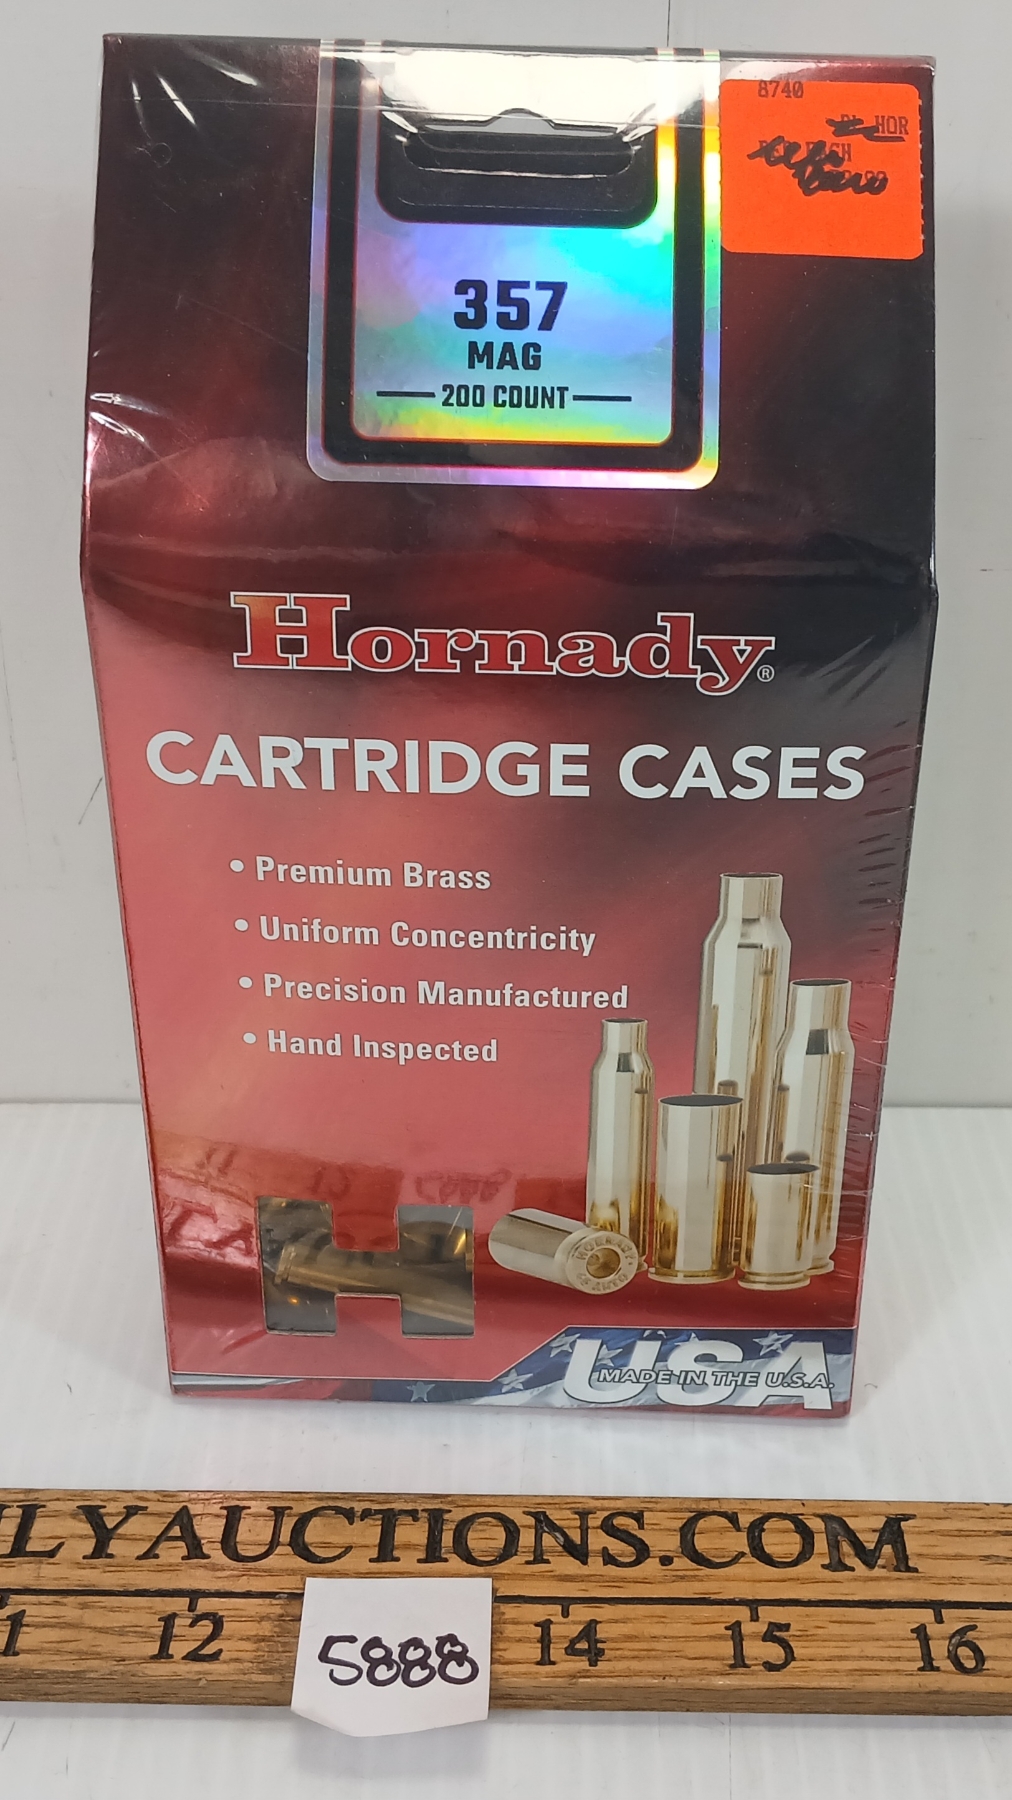 8740
HOR
357
MAG
200 COUNT
Hornady®
CARTRIDGE CASES
• Premium Brass
• Uniform Concentricity
• Precision Manufactured
• Hand Inspected
HORNADY
USA
MADE IN THE U.S.A.
LYAUCTIONS.COM
12 14 15 16
5888